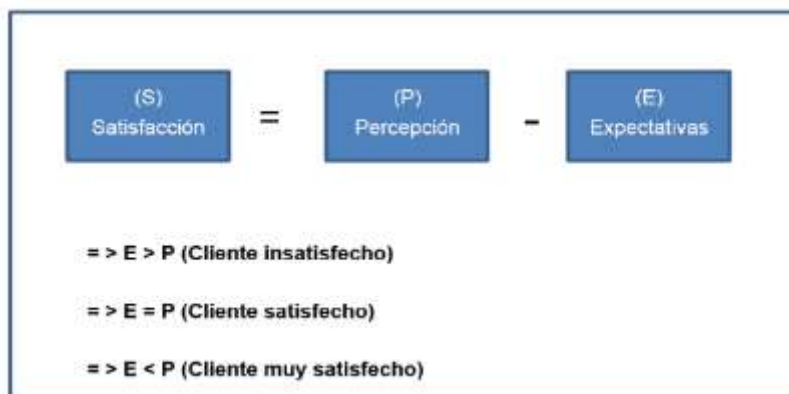 (S)
Satisfacción
=
(P)
Percepción
-
(E)
Expectativas
= > E > P (Cliente insatisfecho)
= > E = P (Cliente satisfecho)
= > E < P (Cliente muy satisfecho)